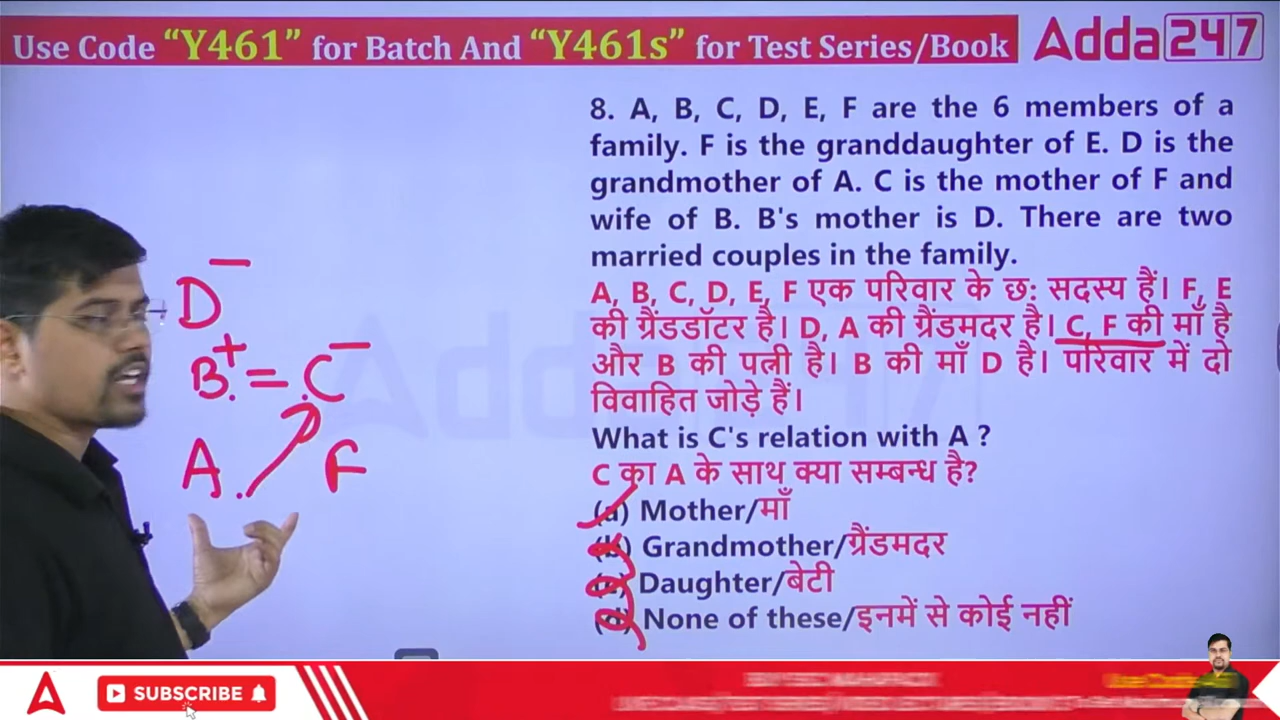 Use Code “Y461” for Batch And “Y461s” for Test Series/Book
Adda247
8. A, B, C, D, E, F are the 6 members of a
family. F is the granddaughter of E. D is the
grandmother of A. C is the mother of F and
wife of B. B's mother is D. There are two
married couples in the family.
A, B, C, D, E, F एक परिवार के छ: सदस्य हैं। F, E
की ग्रैंडडॉटर है। D, A की ग्रैंडमदर है। C, F की माँ है
और B की पत्नी है। B की माँ D है। परिवार में दो
विवाहित जोड़े हैं।
What is C's relation with A ?
C का A के साथ क्या सम्बन्ध है?
(a) Mother/माँ
(b) Grandmother/ग्रैंडमदर
(c) Daughter/बेटी
(d) None of these/इनमें से कोई नहीं
D −
B + = C −
A F
SUBSCRIBE